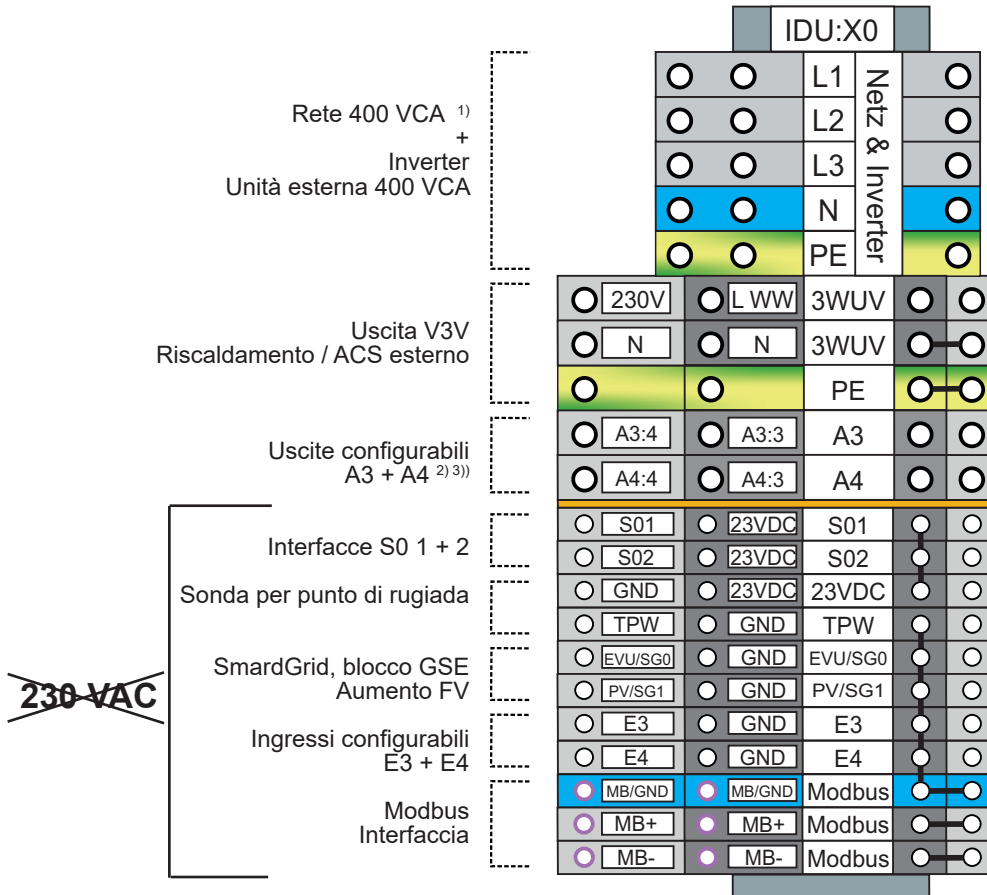 IDU:X0
Rete 400 VCA 1)
+
Inverter
Unità esterna 400 VCA
L1
L2
L3
N
PE
Netz & Inverter
Uscita V3V
Riscaldamento / ACS esterno
230V L WW 3WUV
N N 3WUV
PE
Uscite configurabili
A3 + A4 2) 3))
A3:4 A3:3 A3
A4:4 A4:3 A4
230 VAC
Interfacce S0 1 + 2
S01 23VDC S01
S02 23VDC S02
Sonda per punto di rugiada
GND 23VDC 23VDC
TPW GND TPW
SmardGrid, blocco GSE
Aumento FV
EVU/SG0 GND EVU/SG0
PV/SG1 GND PV/SG1
Ingressi configurabili
E3 + E4
E3 GND E3
E4 GND E4
Modbus
Interfaccia
MB/GND MB/GND Modbus
MB+ MB+ Modbus
MB- MB- Modbus